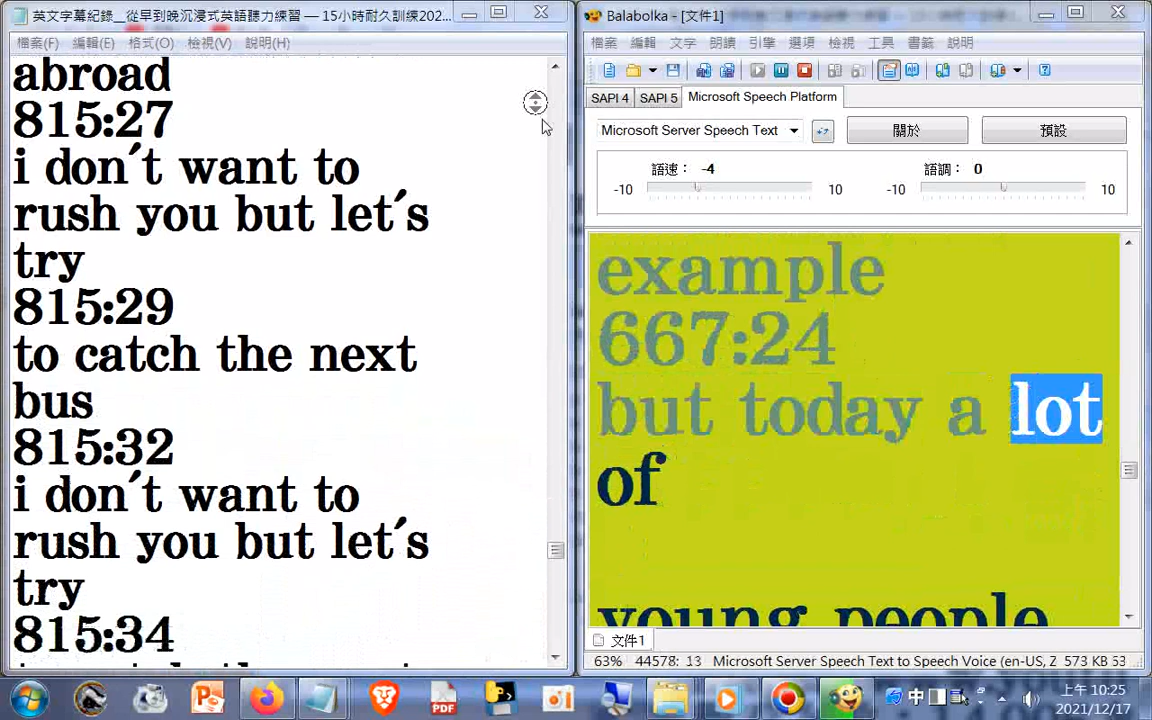 英文字幕紀錄__從早到晚沉浸式英語聽力練習 — 15小時耐久訓練202...
檔案(F) 編輯(E) 格式(O) 檢視(V) 說明(H)
abroad
815:27
i don't want to
rush you but let's
try
815:29
to catch the next
bus
815:32
i don't want to
rush you but let's
try
815:34
Balabolka - [文件1]
檔案 編輯 文字 朗讀 引擎 選項 檢視 工具 書籤 說明
SAPI 4 SAPI 5 Microsoft Speech Platform
Microsoft Server Speech Text 關於 預設
語速： -4 語調： 0
-10 10 -10 10
example
667:24
but today a lot
of
young people
文件1
63% 44578: 13 Microsoft Server Speech Text to Speech Voice (en-US, Z 573 KB 53
PDF 中 上午 10:25
2021/12/17